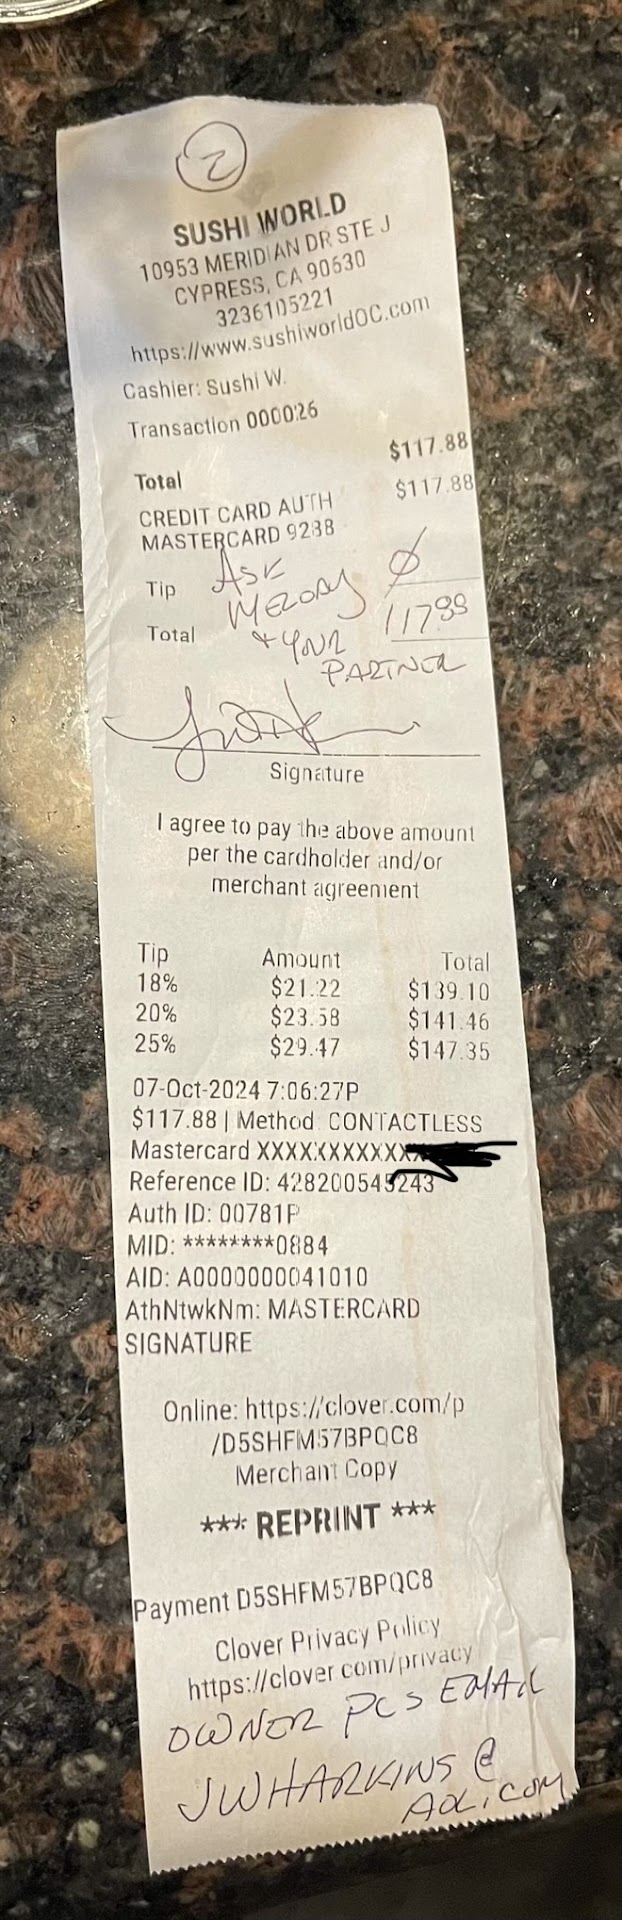 2
SUSHI WORLD
10953 MERIDIAN DR STE J
CYPRESS, CA 90630
3236105221
https://www.sushiworldOC.com
Cashier: Sushi W.
Transaction 000026
Total $117.88
CREDIT CARD AUTH $117.88
MASTERCARD 9238
Tip Ø
Total 117 88
ASK
MELODY
+ YOUR
PARTNER
Signature
I agree to pay the above amount
per the cardholder and/or
merchant agreement
Tip Amount Total
18% $21.22 $139.10
20% $23.58 $141.46
25% $29.47 $147.35
07-Oct-2024 7:06:27P
$117.88 | Method: CONTACTLESS
Mastercard XXXXXXXXXXXX
Reference ID: 428200545243
Auth ID: 00781P
MID: ********0884
AID: A0000000041010
AthNtwkNm: MASTERCARD
SIGNATURE
Online: https://clover.com/p
/D5SHFM57BPQC8
Merchant Copy
*** REPRINT ***
Payment D5SHFM57BPQC8
Clover Privacy Policy
https://clover.com/privacy
OWNER PLS EMAIL
JWHARKINS @
AOL.COM